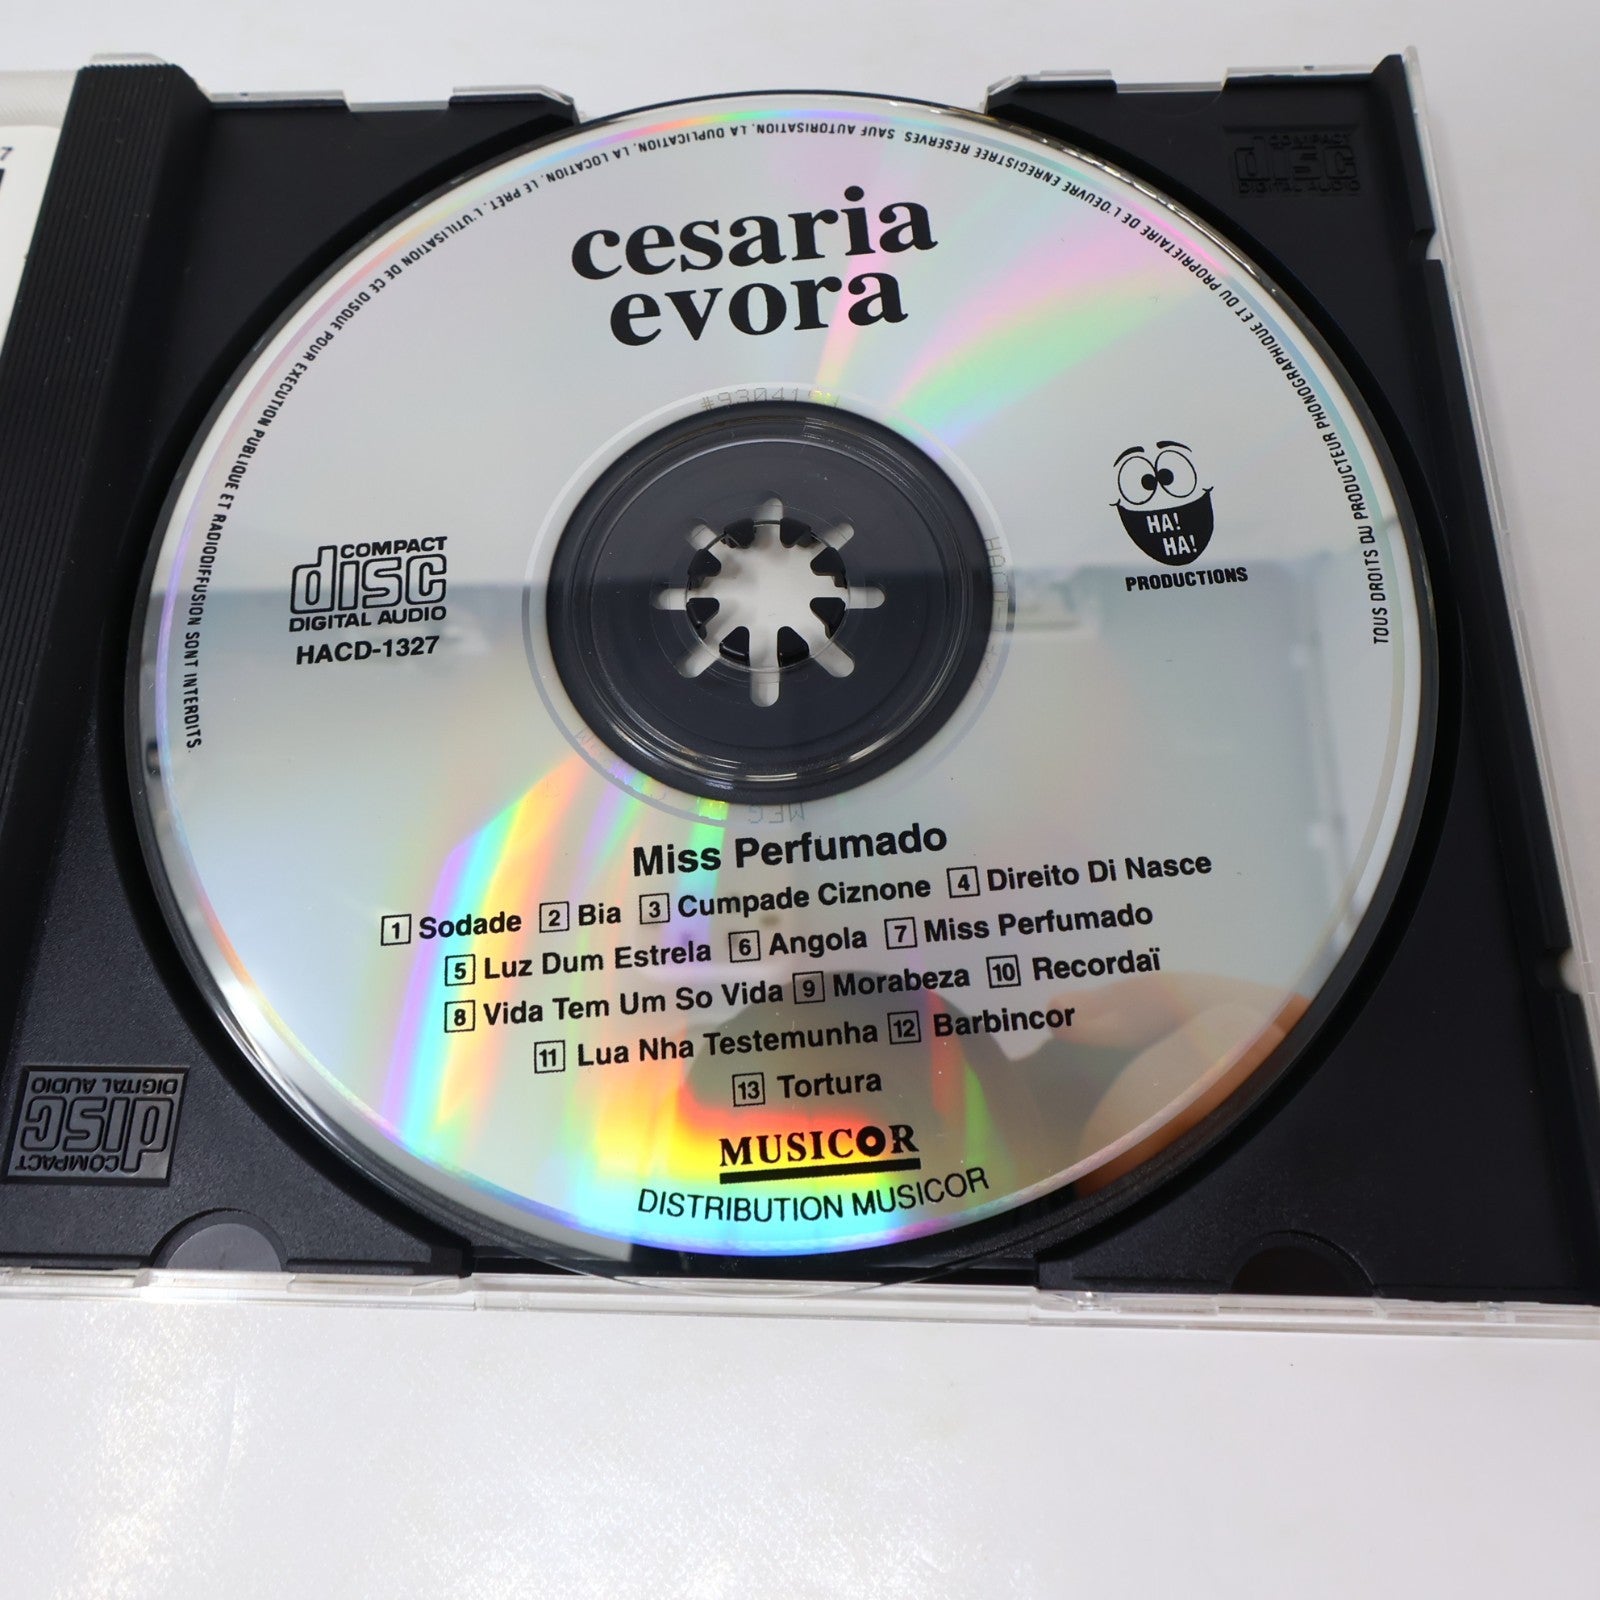 TOUS DROITS DU PRODUCTEUR PHONOGRAPHIQUE ET DU PROPRIETAIRE DE L'OEUVRE ENREGISTREE RESERVES. SAUF AUTORISATION, LA DUPLICATION, LA LOCATION, LE PRÊT, L'UTILISATION DE CE DISQUE POUR EXECUTION PUBLIQUE ET RADIODIFFUSION SONT INTERDITS.
COMPACT
disc
DIGITAL AUDIO
cesaria
evora
HA!
HA!
PRODUCTIONS
COMPACT
disc
DIGITAL AUDIO
HACD-1327
Miss Perfumado
1 Sodade 2 Bia 3 Cumpade Ciznone 4 Direito Di Nasce
5 Luz Dum Estrela 6 Angola 7 Miss Perfumado
8 Vida Tem Um So Vida 9 Morabeza 10 Recordaï
11 Lua Nha Testemunha 12 Barbincor
13 Tortura
MUSICOR
DISTRIBUTION MUSICOR
COMPACT
disc
DIGITAL AUDIO
7